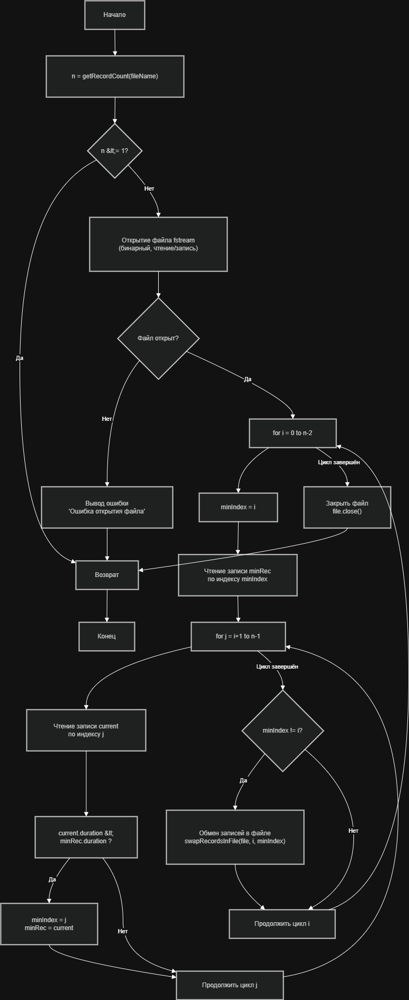 Начало
n = getRecordCount(fileName)
n &lt;= 1?
Нет
Открытие файла fstream
(бинарный, чтение/запись)
Файл открыт?
Да
Да
Нет
for i = 0 to n-2
Цикл завершён
Вывод ошибки
'Ошибка открытия файла'
minIndex = i
Закрыть файл
file.close()
Возврат
Чтение записи minRec
по индексу minIndex
Конец
for j = i+1 to n-1
Цикл завершён
Чтение записи current
по индексу j
minIndex != i?
Да
Нет
current.duration &lt;
minRec.duration ?
Обмен записей в файле
swapRecordsInFile(file, i, minIndex)
Да
Нет
minIndex = j
minRec = current
Продолжить цикл i
Продолжить цикл j